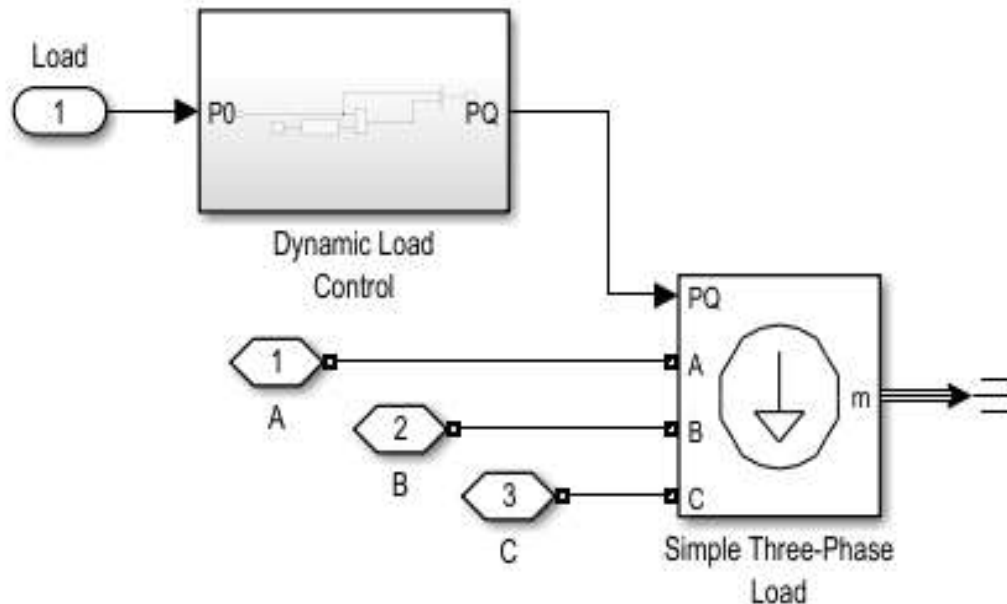 Load
1
P0
PQ
Dynamic Load
Control
PQ
1
A
A
2
B
B
m
3
C
C
Simple Three-Phase
Load